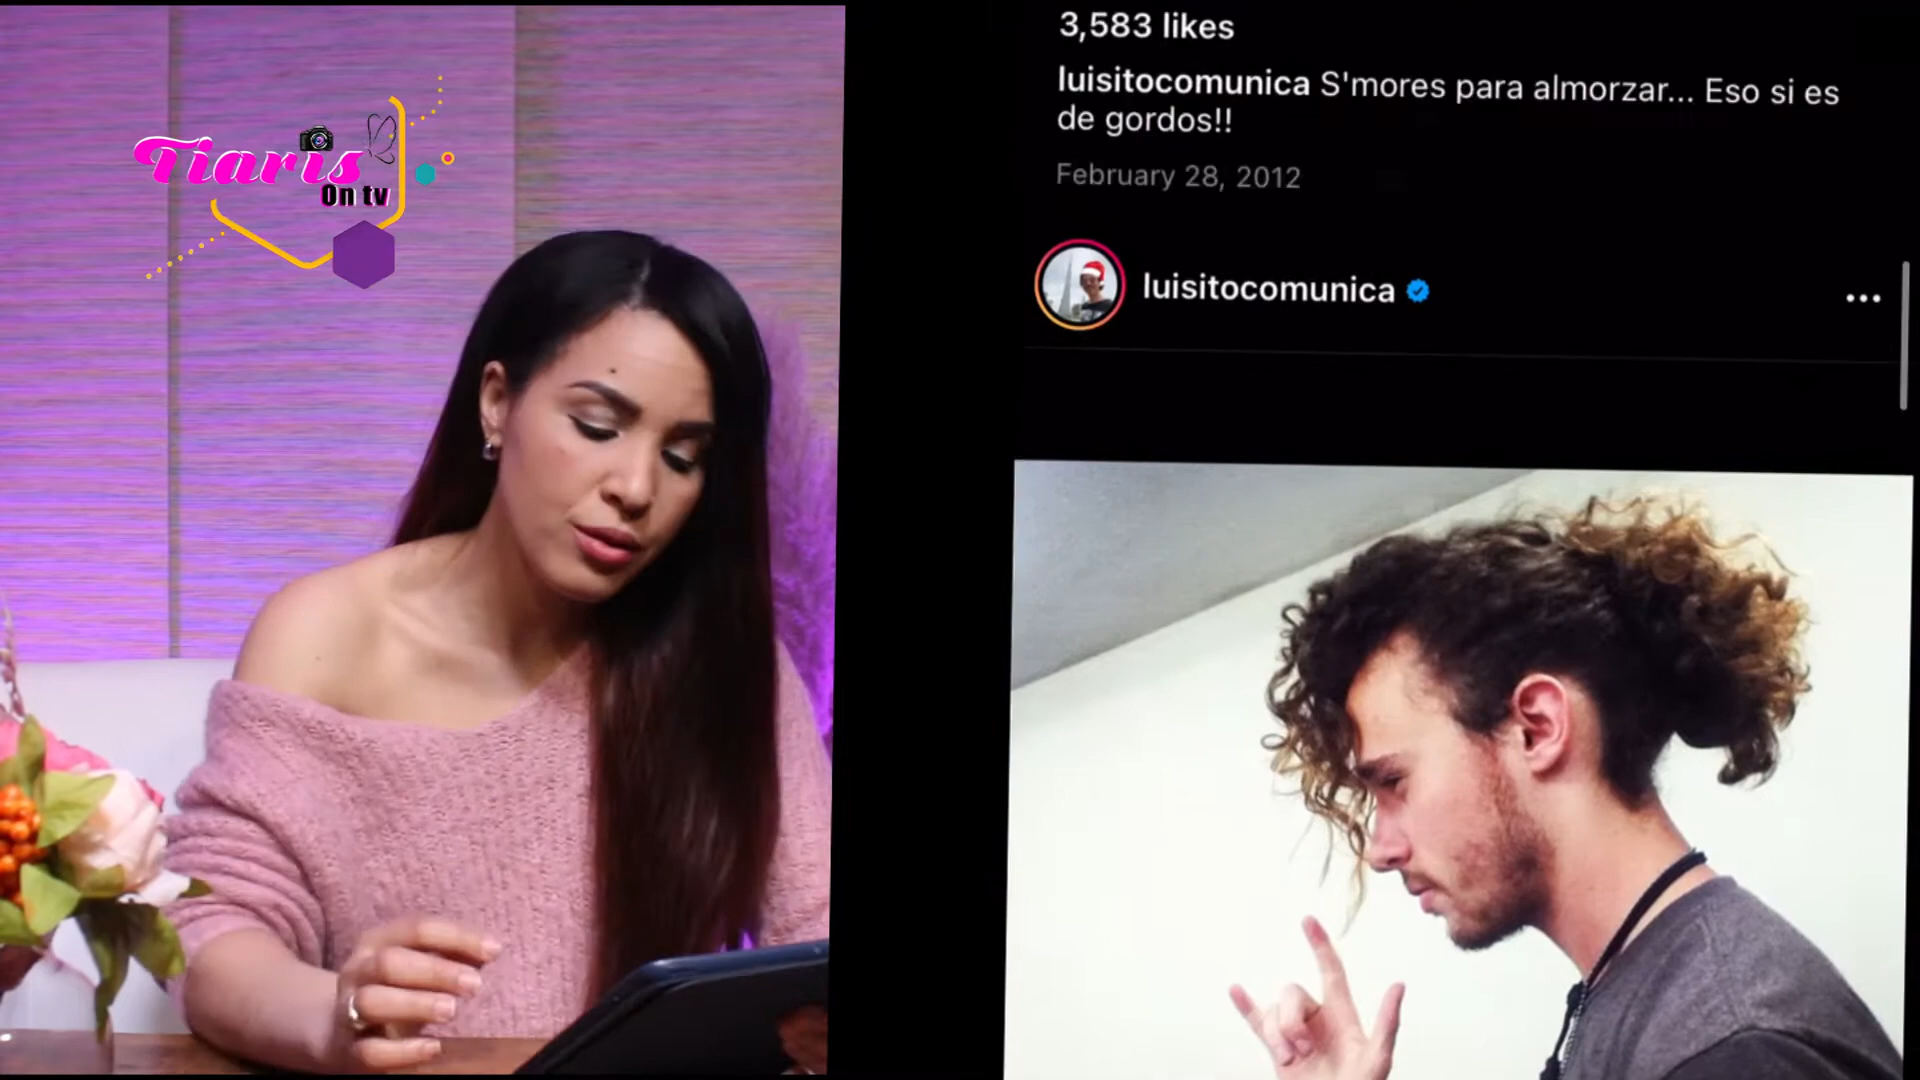 Tiaris
On tv
3,583 likes
luisitocomunica S'mores para almorzar... Eso si es
de gordos!!
February 28, 2012
luisitocomunica